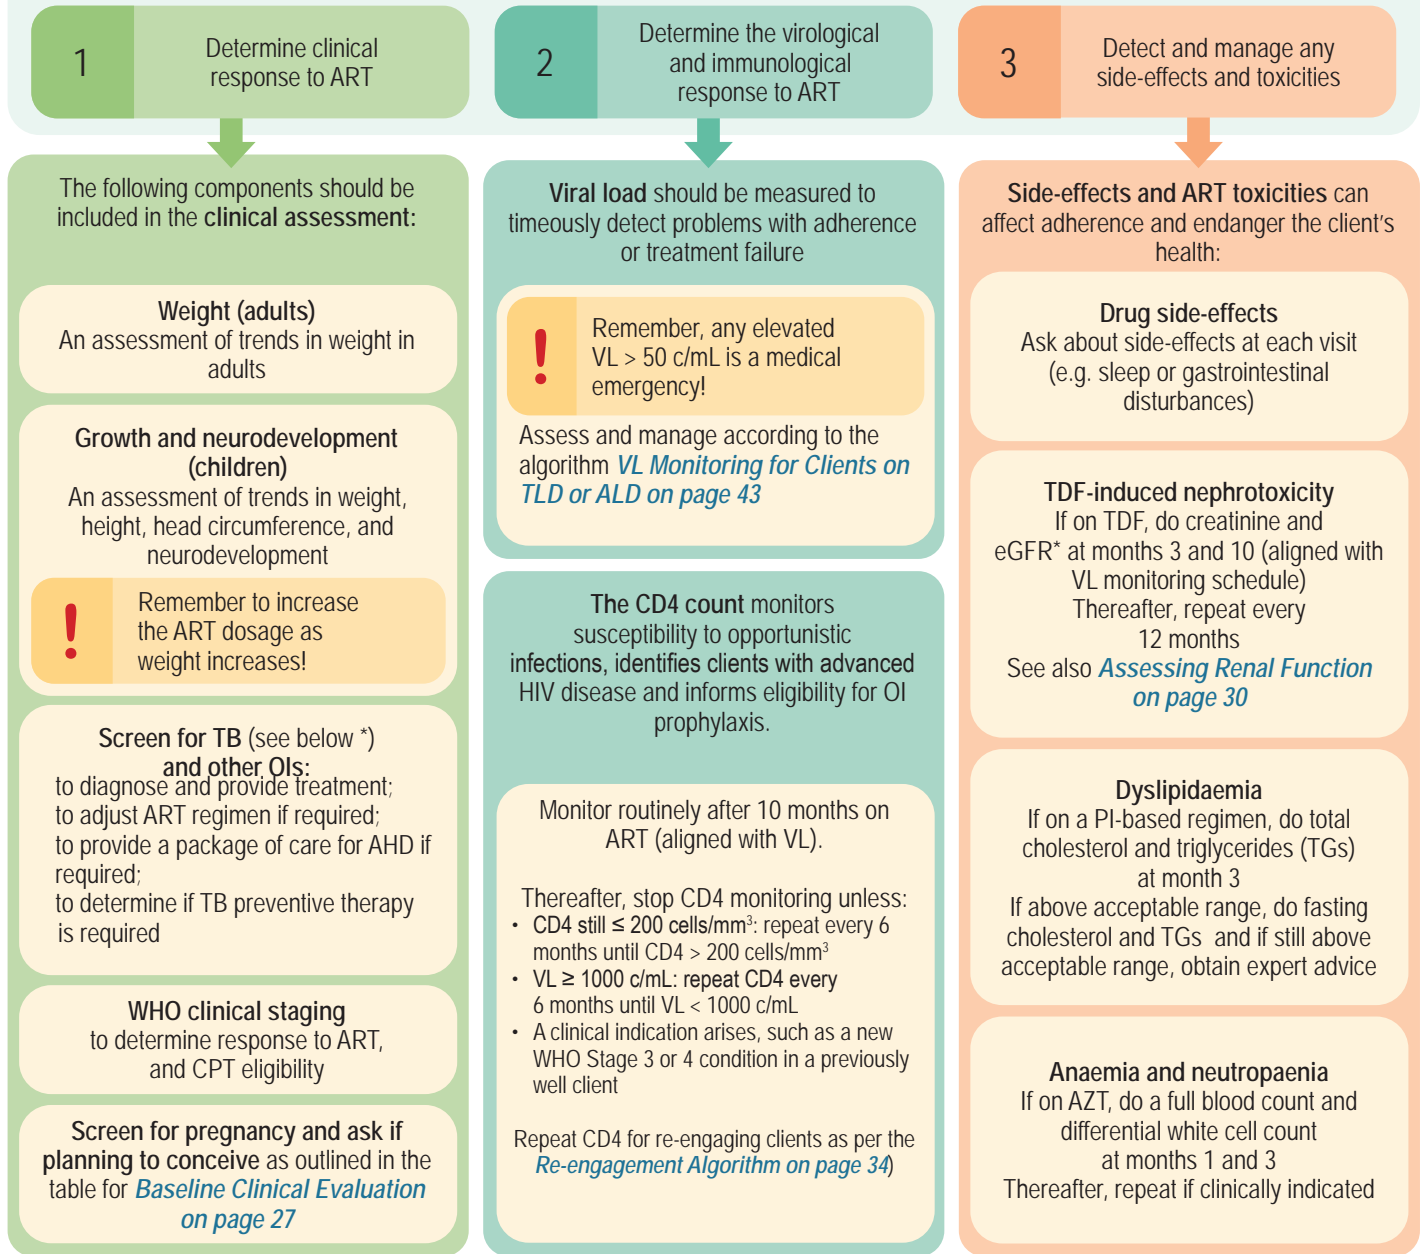 1
Determine clinical
response to ART
2
Determine the virological
and immunological
response to ART
3
Detect and manage any
side-effects and toxicities
The following components should be
included in the clinical assessment:
Weight (adults)
An assessment of trends in weight in
adults
Growth and neurodevelopment
(children)
An assessment of trends in weight,
height, head circumference, and
neurodevelopment
!
Remember to increase
the ART dosage as
weight increases!
Screen for TB (see below *)
and other OIs:
to diagnose and provide treatment;
to adjust ART regimen if required;
to provide a package of care for AHD if
required;
to determine if TB preventive therapy
is required
WHO clinical staging
to determine response to ART,
and CPT eligibility
Screen for pregnancy and ask if
planning to conceive as outlined in the
table for Baseline Clinical Evaluation
on page 27
Viral load should be measured to
timeously detect problems with adherence
or treatment failure
!
Remember, any elevated
VL > 50 c/mL is a medical
emergency!
Assess and manage according to the
algorithm VL Monitoring for Clients on
TLD or ALD on page 43
The CD4 count monitors
susceptibility to opportunistic
infections, identifies clients with advanced
HIV disease and informs eligibility for OI
prophylaxis.
Monitor routinely after 10 months on
ART (aligned with VL).
Thereafter, stop CD4 monitoring unless:
• CD4 still ≤ 200 cells/mm³: repeat every 6
months until CD4 > 200 cells/mm³
• VL ≥ 1000 c/mL: repeat CD4 every
6 months until VL < 1000 c/mL
• A clinical indication arises, such as a new
WHO Stage 3 or 4 condition in a previously
well client
Repeat CD4 for re-engaging clients as per the
Re-engagement Algorithm on page 34)
Side-effects and ART toxicities can
affect adherence and endanger the client's
health:
Drug side-effects
Ask about side-effects at each visit
(e.g. sleep or gastrointestinal
disturbances)
TDF-induced nephrotoxicity
If on TDF, do creatinine and
eGFR* at months 3 and 10 (aligned with
VL monitoring schedule)
Thereafter, repeat every
12 months
See also Assessing Renal Function
on page 30
Dyslipidaemia
If on a PI-based regimen, do total
cholesterol and triglycerides (TGs)
at month 3
If above acceptable range, do fasting
cholesterol and TGs and if still above
acceptable range, obtain expert advice
Anaemia and neutropaenia
If on AZT, do a full blood count and
differential white cell count
at months 1 and 3
Thereafter, repeat if clinically indicated